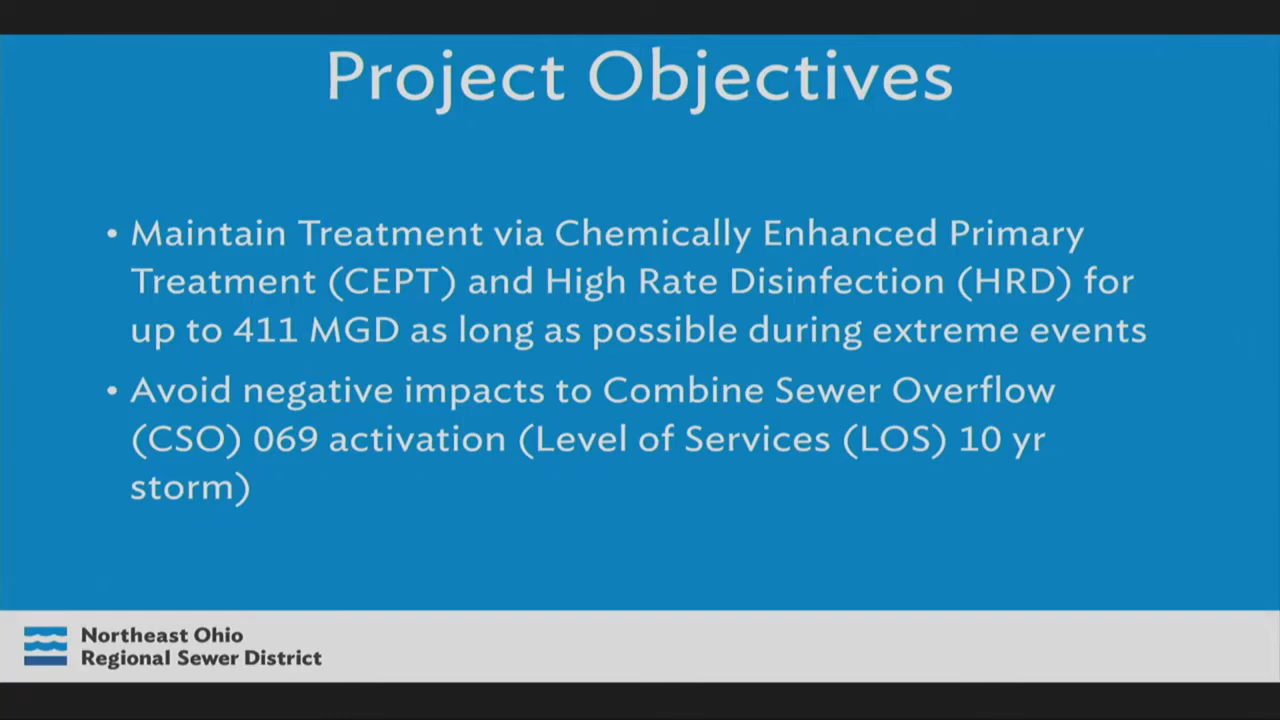 Project Objectives
• Maintain Treatment via Chemically Enhanced Primary
Treatment (CEPT) and High Rate Disinfection (HRD) for
up to 411 MGD as long as possible during extreme events
• Avoid negative impacts to Combine Sewer Overflow
(CSO) 069 activation (Level of Services (LOS) 10 yr
storm)
Northeast Ohio
Regional Sewer District